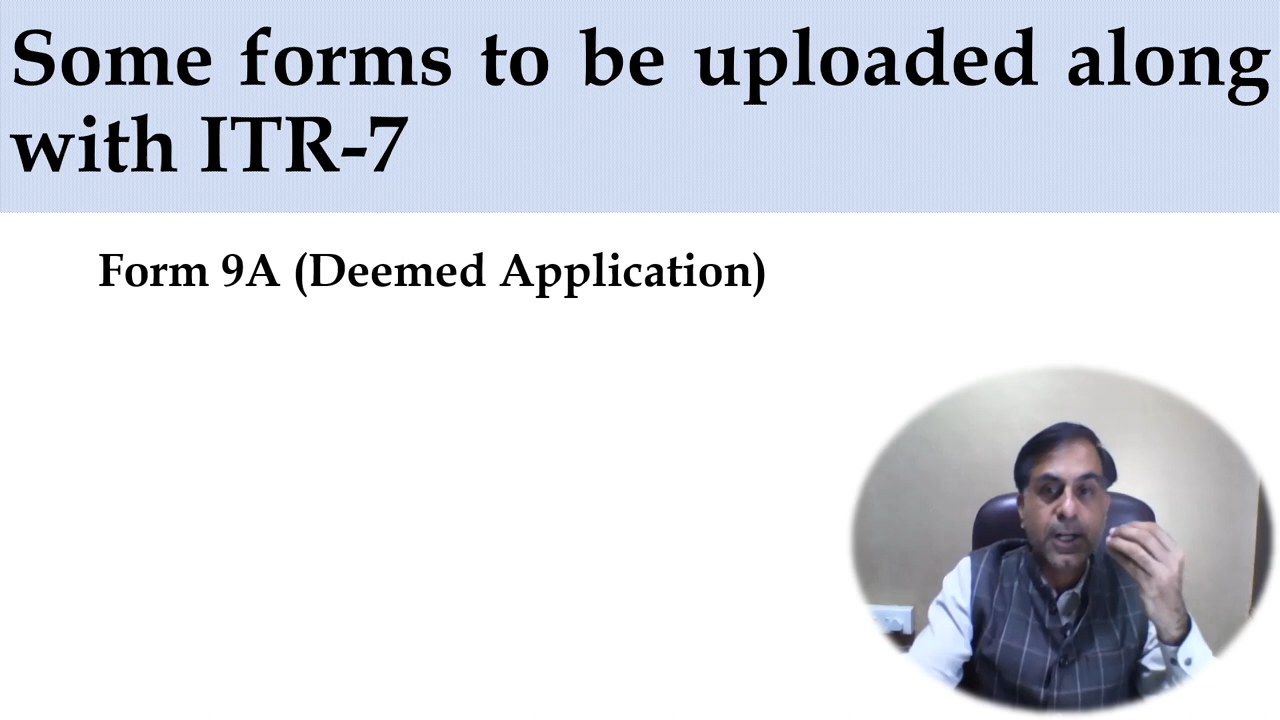 Some forms to be uploaded along
with ITR-7
Form 9A (Deemed Application)